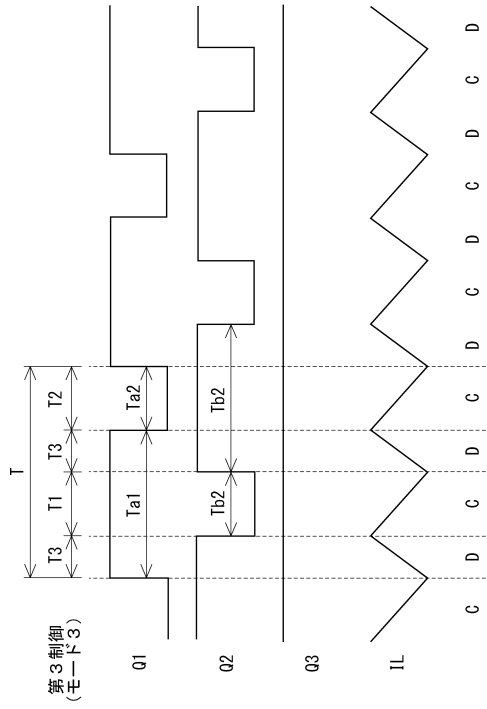 第3制御
(モード3)
T
T3 T1 T3 T2
Q1 Ta1 Ta2
Q2 Tb2 Tb2
Q3
IL
C D C D C D C D C D C D